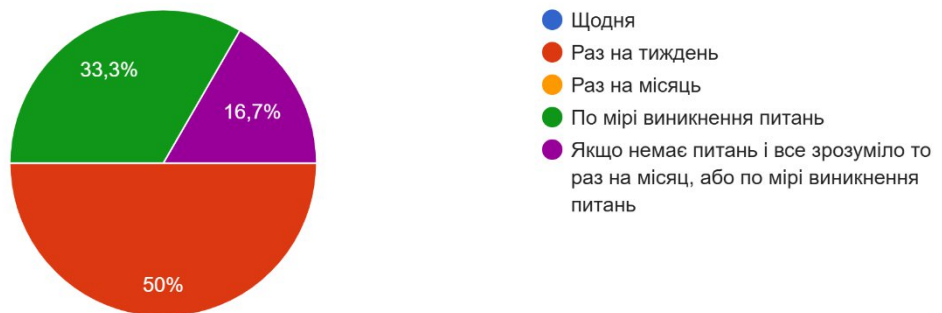 33,3%
16,7%
50%
Щодня
Раз на тиждень
Раз на місяць
По мірі виникнення питань
Якщо немає питань і все зрозуміло то
раз на місяц, або по мірі виникнення
питань